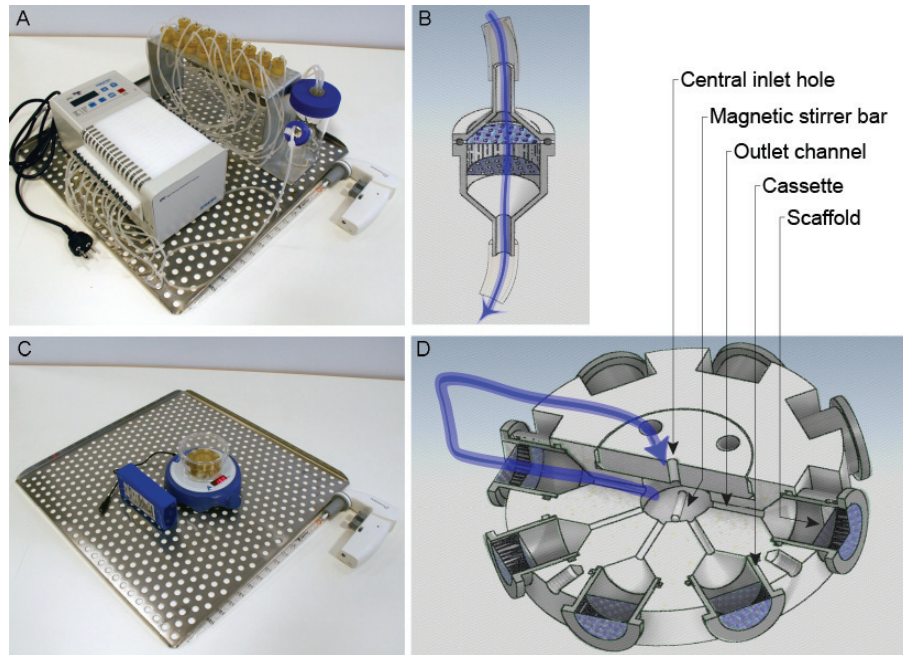 A
B
Central inlet hole
Magnetic stirrer bar
Outlet channel
Cassette
Scaffold
C
D